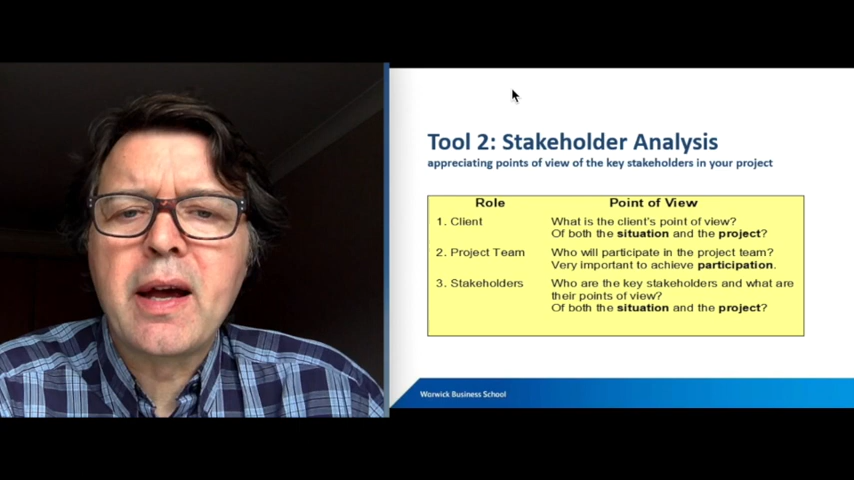 Tool 2: Stakeholder Analysis
appreciating points of view of the key stakeholders in your project
Role Point of View
1. Client What is the client's point of view?
Of both the situation and the project?
2. Project Team Who will participate in the project team?
Very important to achieve participation.
3. Stakeholders Who are the key stakeholders and what are
their points of view?
Of both the situation and the project?
Warwick Business School